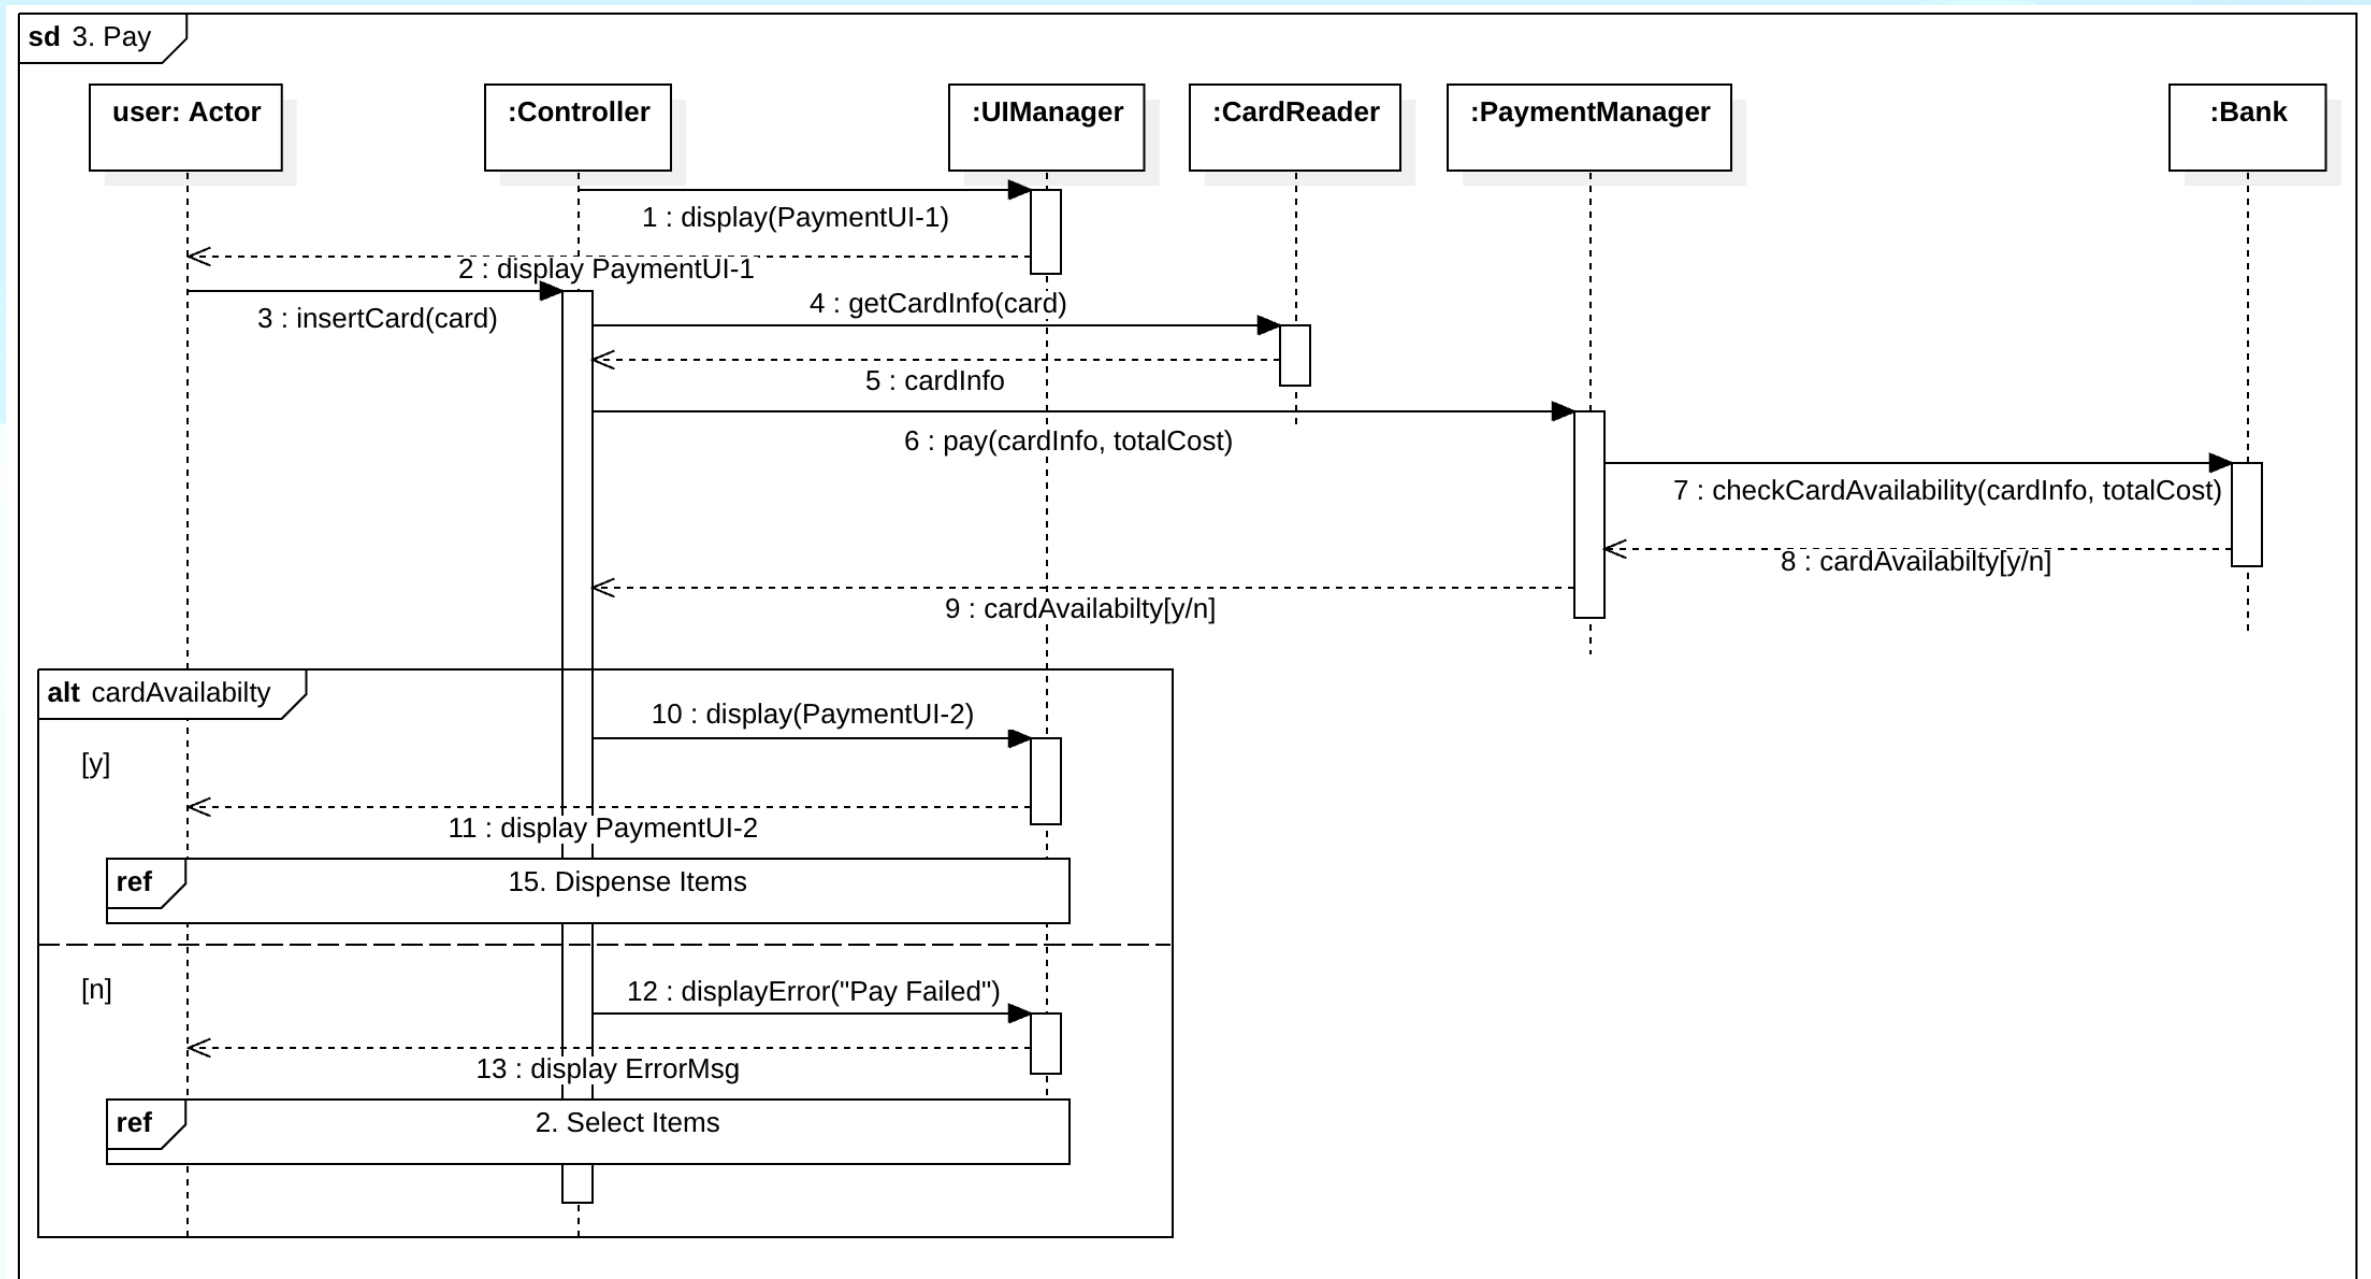 sd 3. Pay
user: Actor
:Controller
:UIManager
:CardReader
:PaymentManager
:Bank
1 : display(PaymentUI-1)
2 : display PaymentUI-1
3 : insertCard(card)
4 : getCardInfo(card)
5 : cardInfo
6 : pay(cardInfo, totalCost)
7 : checkCardAvailability(cardInfo, totalCost)
8 : cardAvailabilty[y/n]
9 : cardAvailabilty[y/n]
alt cardAvailabilty
10 : display(PaymentUI-2)
[y]
11 : display PaymentUI-2
ref 15. Dispense Items
[n]
12 : displayError("Pay Failed")
13 : display ErrorMsg
ref 2. Select Items